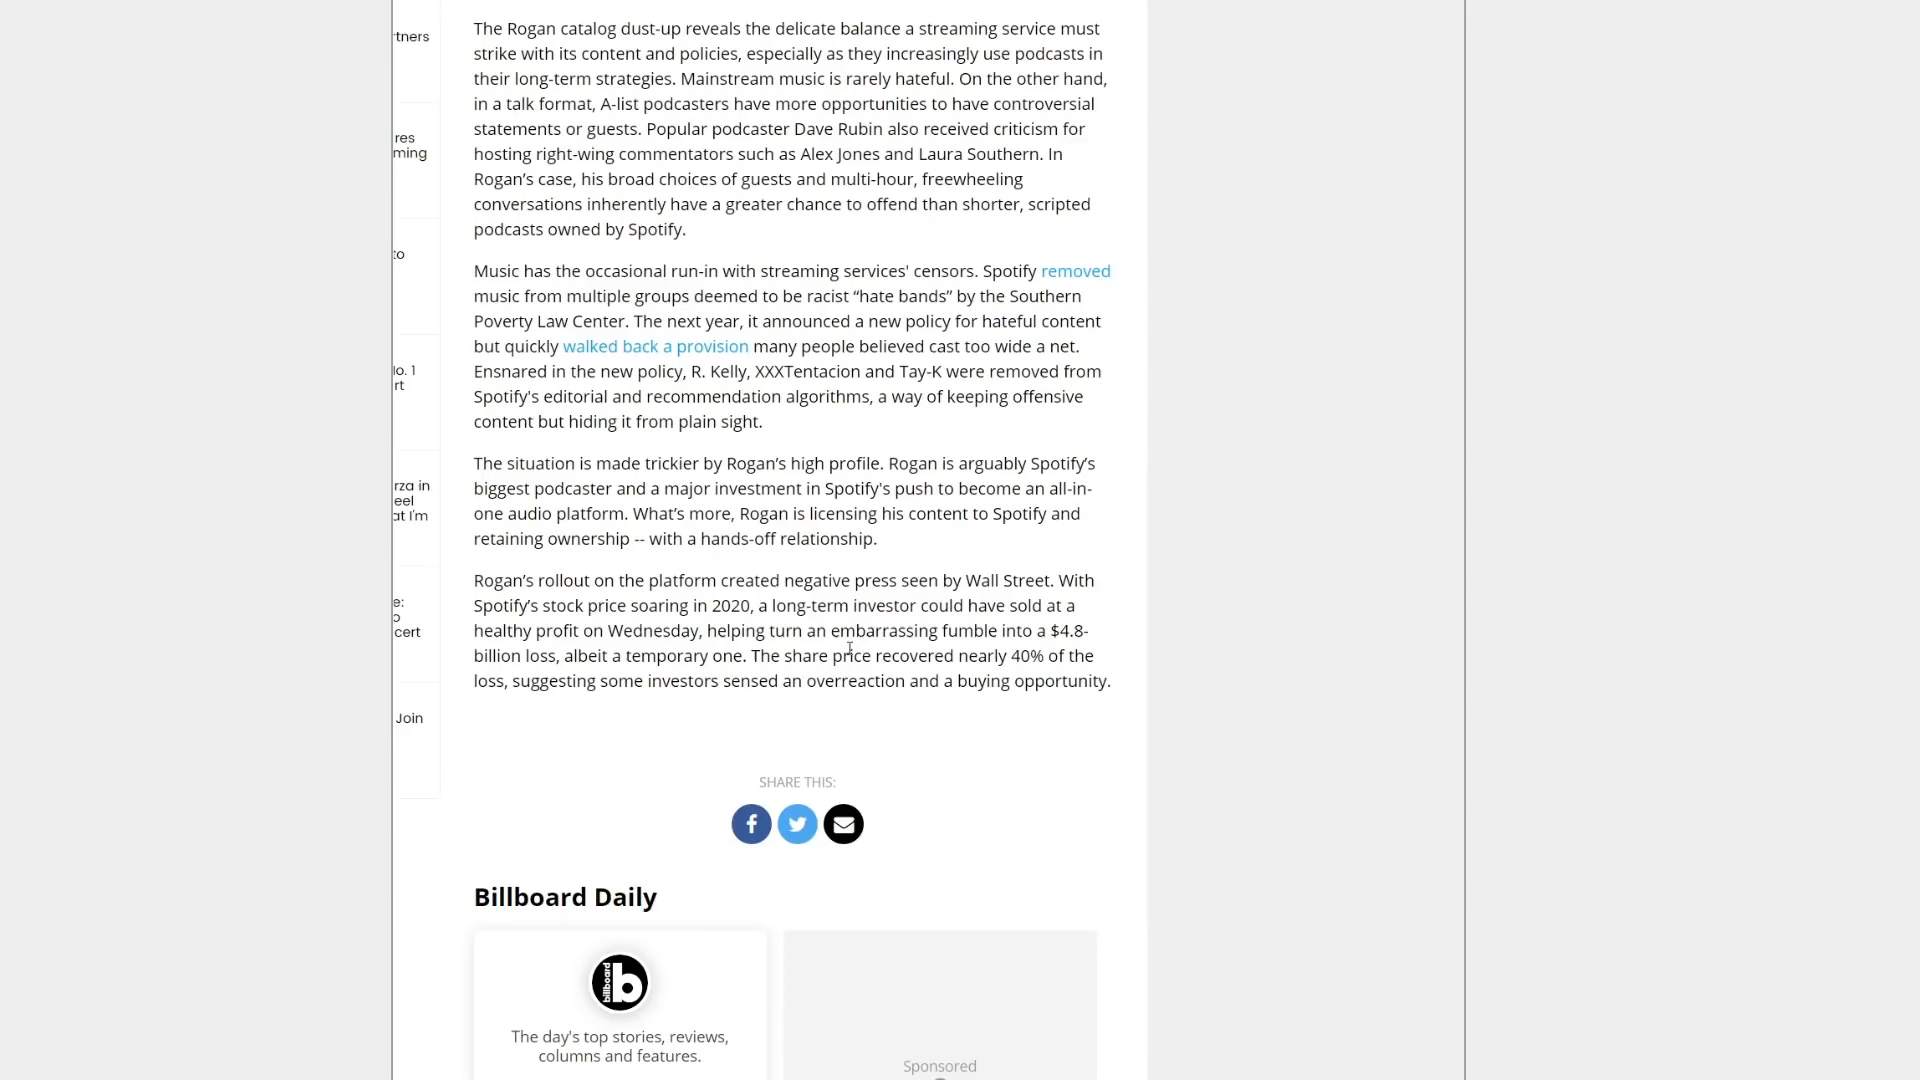 The Rogan catalog dust-up reveals the delicate balance a streaming service must
strike with its content and policies, especially as they increasingly use podcasts in
their long-term strategies. Mainstream music is rarely hateful. On the other hand,
in a talk format, A-list podcasters have more opportunities to have controversial
statements or guests. Popular podcaster Dave Rubin also received criticism for
hosting right-wing commentators such as Alex Jones and Laura Southern. In
Rogan’s case, his broad choices of guests and multi-hour, freewheeling
conversations inherently have a greater chance to offend than shorter, scripted
podcasts owned by Spotify.
Music has the occasional run-in with streaming services' censors. Spotify removed
music from multiple groups deemed to be racist “hate bands” by the Southern
Poverty Law Center. The next year, it announced a new policy for hateful content
but quickly walked back a provision many people believed cast too wide a net.
Ensnared in the new policy, R. Kelly, XXXTentacion and Tay-K were removed from
Spotify's editorial and recommendation algorithms, a way of keeping offensive
content but hiding it from plain sight.
The situation is made trickier by Rogan’s high profile. Rogan is arguably Spotify’s
biggest podcaster and a major investment in Spotify's push to become an all-in-
one audio platform. What’s more, Rogan is licensing his content to Spotify and
retaining ownership -- with a hands-off relationship.
Rogan’s rollout on the platform created negative press seen by Wall Street. With
Spotify’s stock price soaring in 2020, a long-term investor could have sold at a
healthy profit on Wednesday, helping turn an embarrassing fumble into a $4.8-
billion loss, albeit a temporary one. The share price recovered nearly 40% of the
loss, suggesting some investors sensed an overreaction and a buying opportunity.
SHARE THIS:
Billboard Daily
billboard b
The day's top stories, reviews,
columns and features.
Sponsored
rtners
res
ming
to
No. 1
rt
rza in
eel
at I'm
e:
o
cert
Join